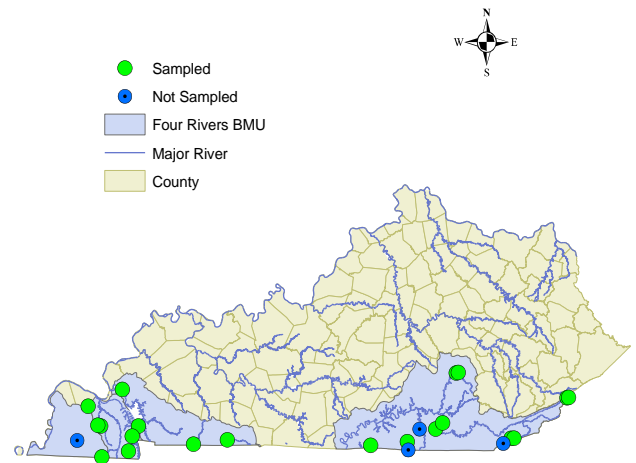 N
W E
S
Sampled
Not Sampled
Four Rivers BMU
Major River
County